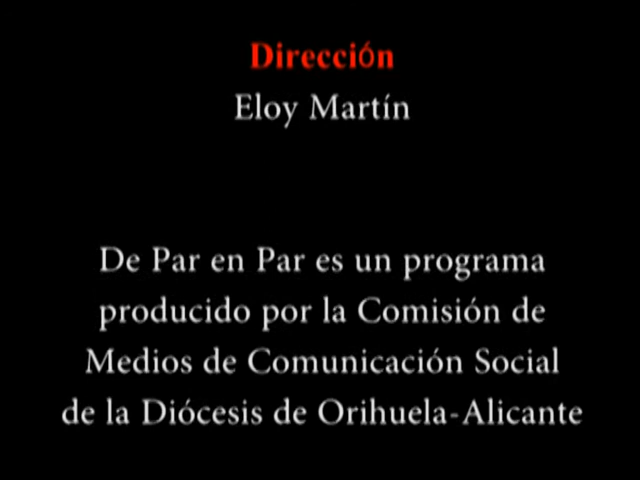 Dirección
Eloy Martín
De Par en Par es un programa
producido por la Comisión de
Medios de Comunicación Social
de la Diócesis de Orihuela-Alicante